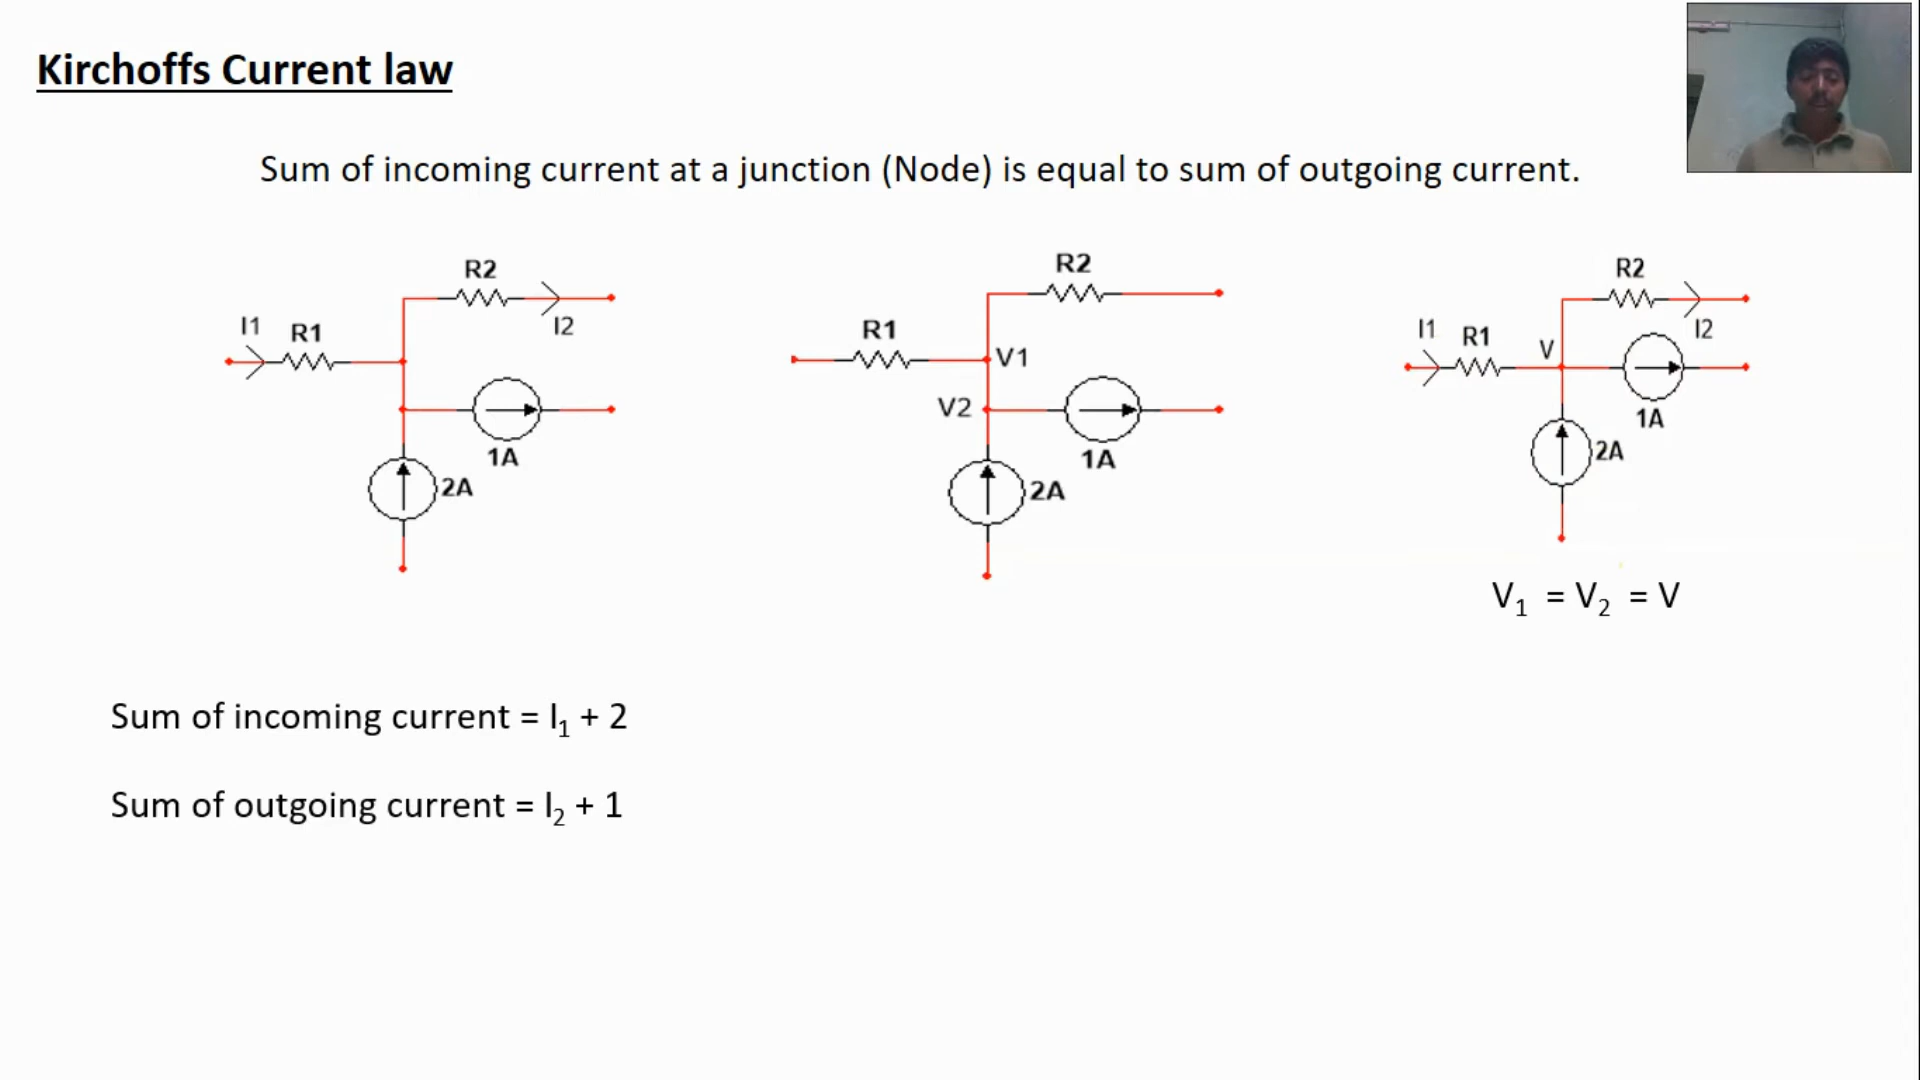 Kirchoffs Current law
Sum of incoming current at a junction (Node) is equal to sum of outgoing current.
R2
I1 R1
I2
1A
2A
R2
R1
V1
V2
1A
2A
R2
I1 R1 V
I2
1A
2A
V₁ = V₂ = V
Sum of incoming current = I₁ + 2
Sum of outgoing current = I₂ + 1